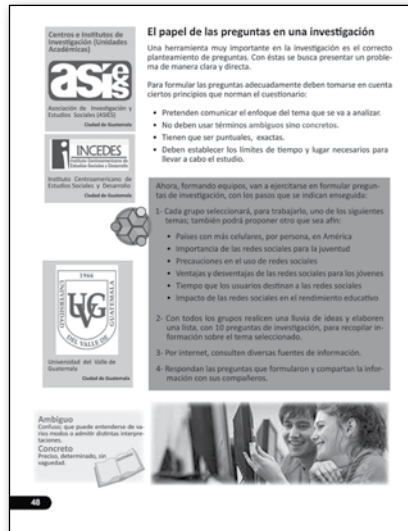 Centros e Institutos de
Investigación (Unidades
Académicas)
asíes
Asociación de Investigación y
Estudios Sociales (ASIES)
Ciudad de Guatemala
INCEDES
Instituto Centroamericano de
Estudios Sociales y Desarrollo
Instituto Centroamericano de
Estudios Sociales y Desarrollo
Ciudad de Guatemala
1966
UNIVERSIDAD DEL VALLE DE GUATEMALA
UVG
Universidad del Valle de
Guatemala
Ciudad de Guatemala
Ambiguo
Confuso; que puede entenderse de va-
rios modos o admitir distintas interpre-
taciones.
Concreto
Preciso, determinado, sin
vaguedad.
El papel de las preguntas en una investigación
Una herramienta muy importante en la investigación es el correcto
planteamiento de preguntas. Con éstas se busca presentar un proble-
ma de manera clara y directa.
Para formular las preguntas adecuadamente deben tomarse en cuenta
ciertos principios que norman el cuestionario:
• Pretenden comunicar el enfoque del tema que se va a analizar.
• No deben usar términos ambiguos sino concretos.
• Tienen que ser puntuales, exactas.
• Deben establecer los límites de tiempo y lugar necesarios para
llevar a cabo el estudio.
Ahora, formando equipos, van a ejercitarse en formular pregun-
tas de investigación, con los pasos que se indican enseguida:
1- Cada grupo seleccionará, para trabajarlo, uno de los siguientes
temas; también podrá proponer otro que sea afín:
• Países con más celulares, por persona, en América
• Importancia de las redes sociales para la juventud
• Precauciones en el uso de redes sociales
• Ventajas y desventajas de las redes sociales para los jóvenes
• Tiempo que los usuarios destinan a las redes sociales
• Impacto de las redes sociales en el rendimiento educativo
2- Con todos los grupos realicen una lluvia de ideas y elaboren
una lista, con 10 preguntas de investigación, para recopilar in-
formación sobre el tema seleccionado.
3- Por internet, consulten diversas fuentes de información.
4- Respondan las preguntas que formularon y compartan la infor-
mación con sus compañeros.
48